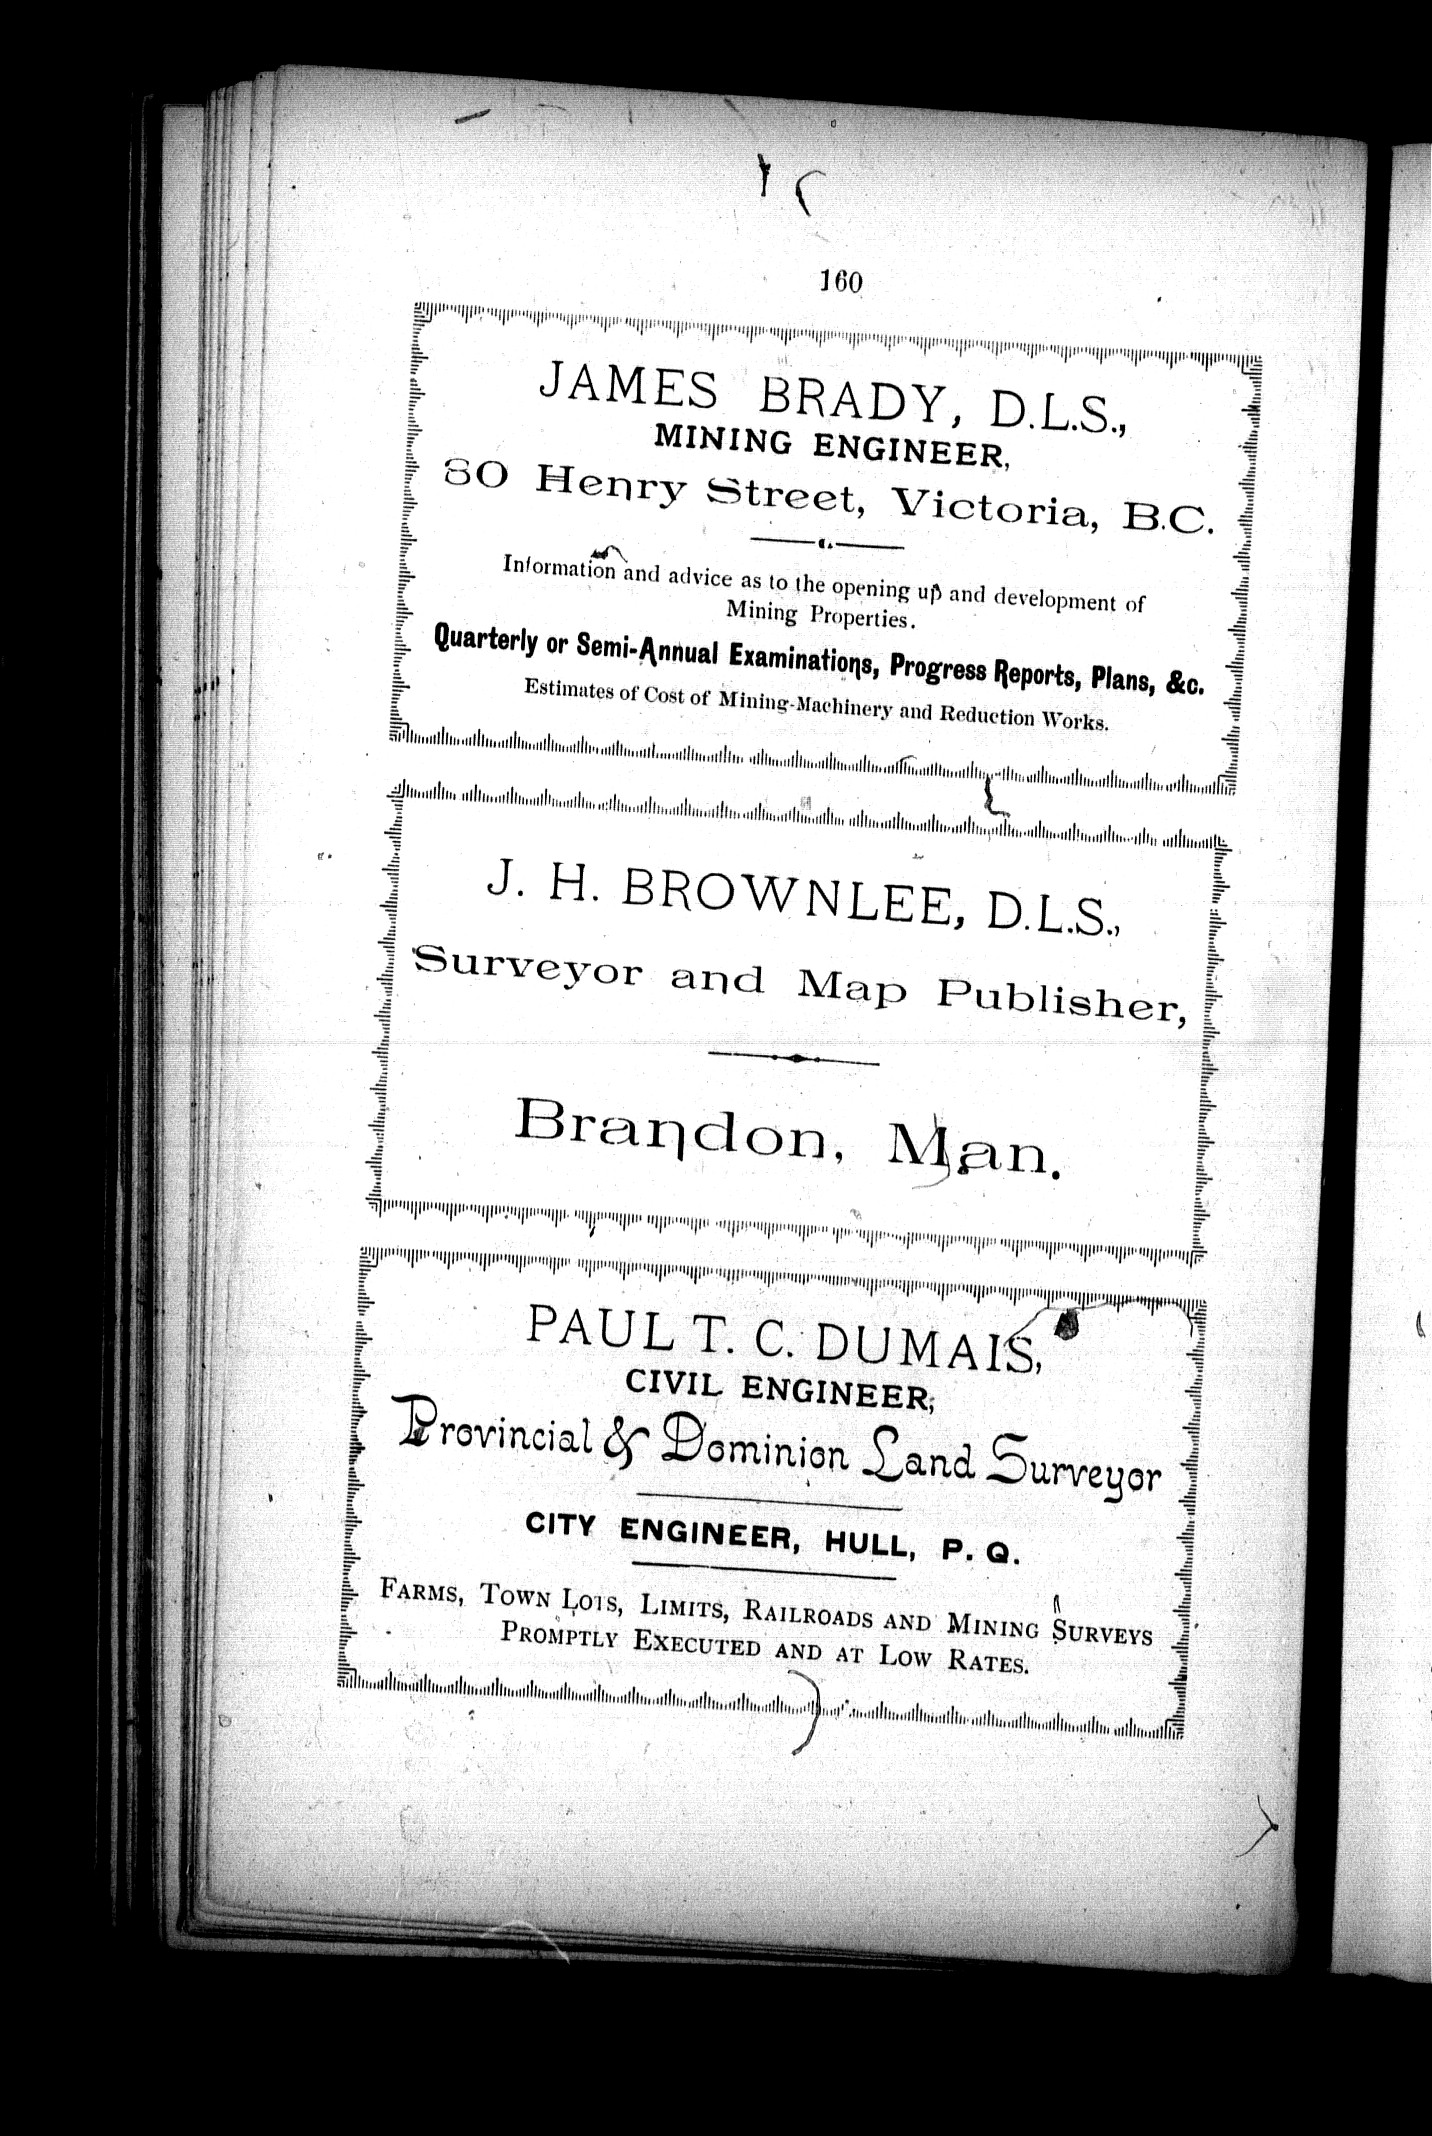 160
JAMES BRADY, D.L.S.,
MINING ENGINEER,
80 Henry Street, Victoria, B.C.
Information and advice as to the opening up and development of
Mining Properties.
Quarterly or Semi-Annual Examinations, Progress Reports, Plans, &c.
Estimates of Cost of Mining-Machinery and Reduction Works.
J. H. BROWNLEE, D.L.S.,
Surveyor and Map Publisher,
Brandon, Man.
PAUL T. C. DUMAIS,
CIVIL ENGINEER,
Provincial & Dominion Land Surveyor
CITY ENGINEER, HULL, P. Q.
FARMS, TOWN LOTS, LIMITS, RAILROADS AND MINING SURVEYS
PROMPTLY EXECUTED AND AT LOW RATES.